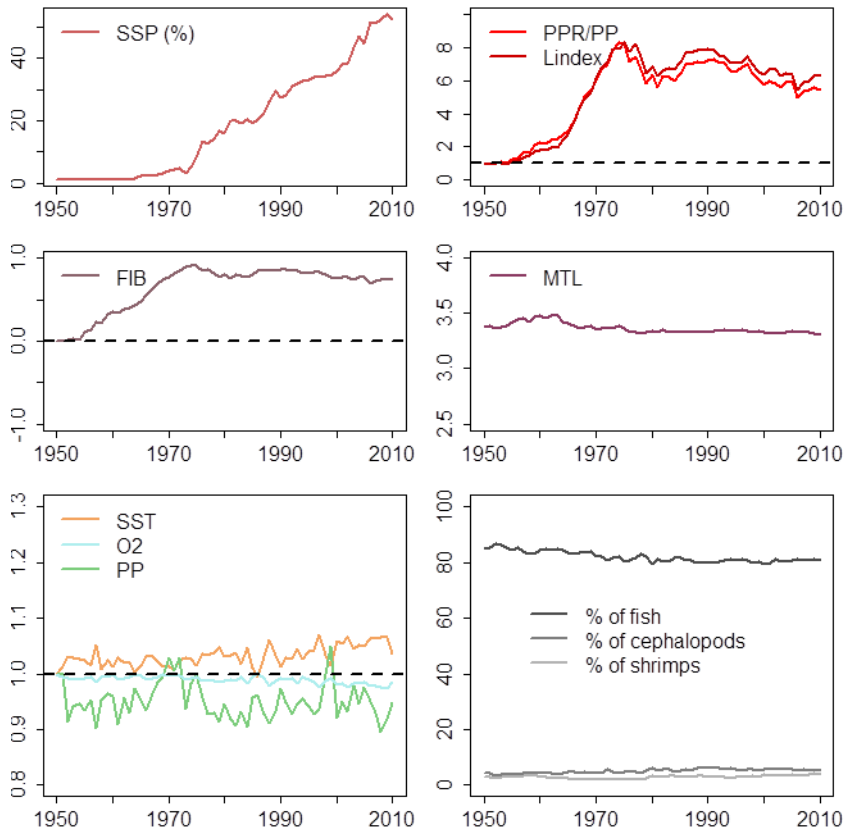 SSP (%)
0 20 40
1950 1970 1990 2010
PPR/PP
Lindex
0 2 4 6 8
1950 1970 1990 2010
FIB
-1.0 0.0 1.0
1950 1970 1990 2010
MTL
2.5 3.0 3.5 4.0
1950 1970 1990 2010
SST
O2
PP
0.8 0.9 1.0 1.1 1.2 1.3
1950 1970 1990 2010
% of fish
% of cephalopods
% of shrimps
0 20 40 60 80 100
1950 1970 1990 2010